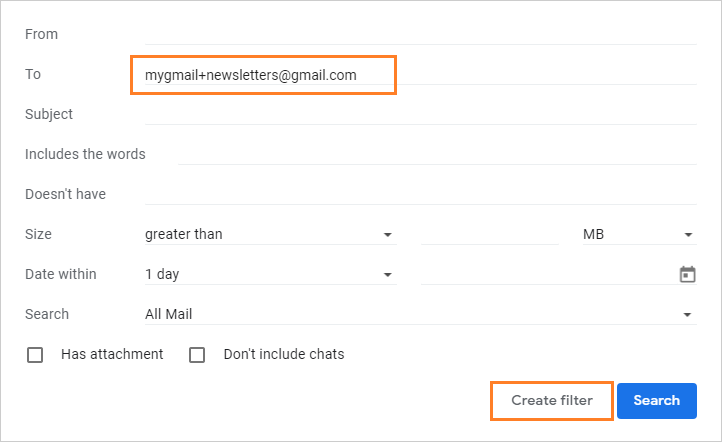 From
To mygmail+newsletters@gmail.com
Subject
Includes the words
Doesn't have
Size greater than MB
Date within 1 day
Search All Mail
Has attachment Don't include chats
Create filter Search